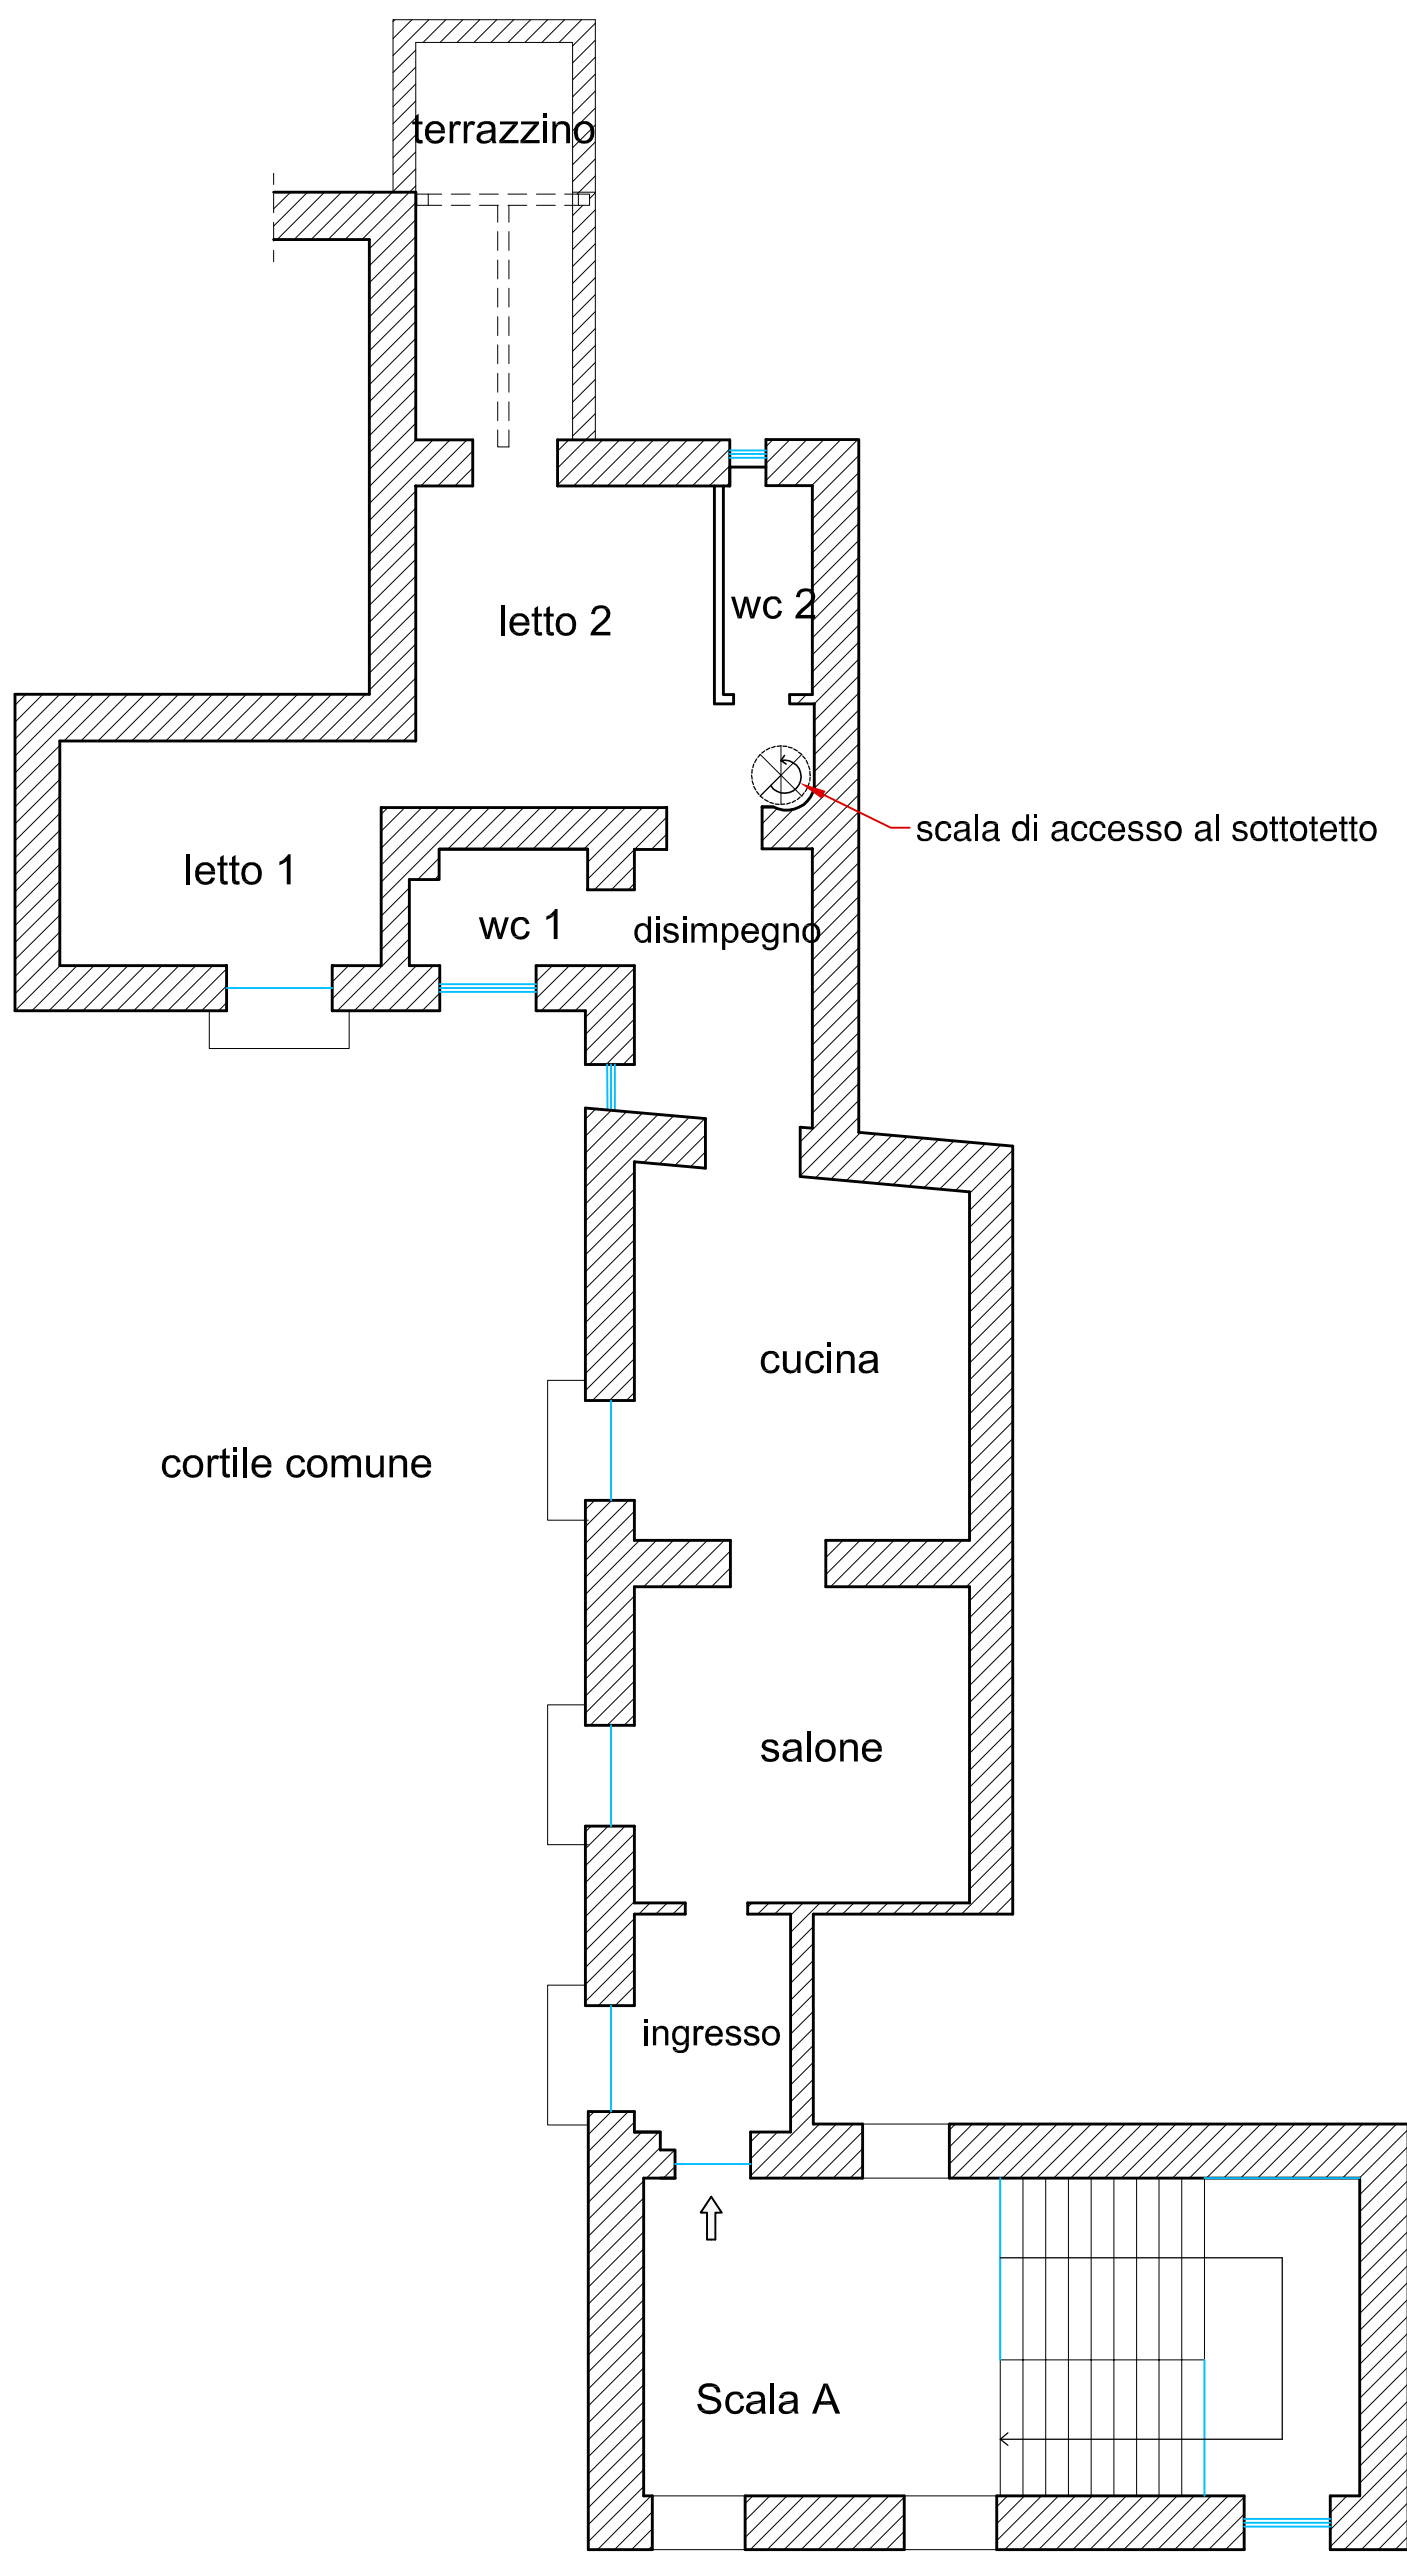 terrazzino
letto 2
wc 2
scala di accesso al sottotetto
letto 1
wc 1
disimpegno
cucina
cortile comune
salone
ingresso
Scala A